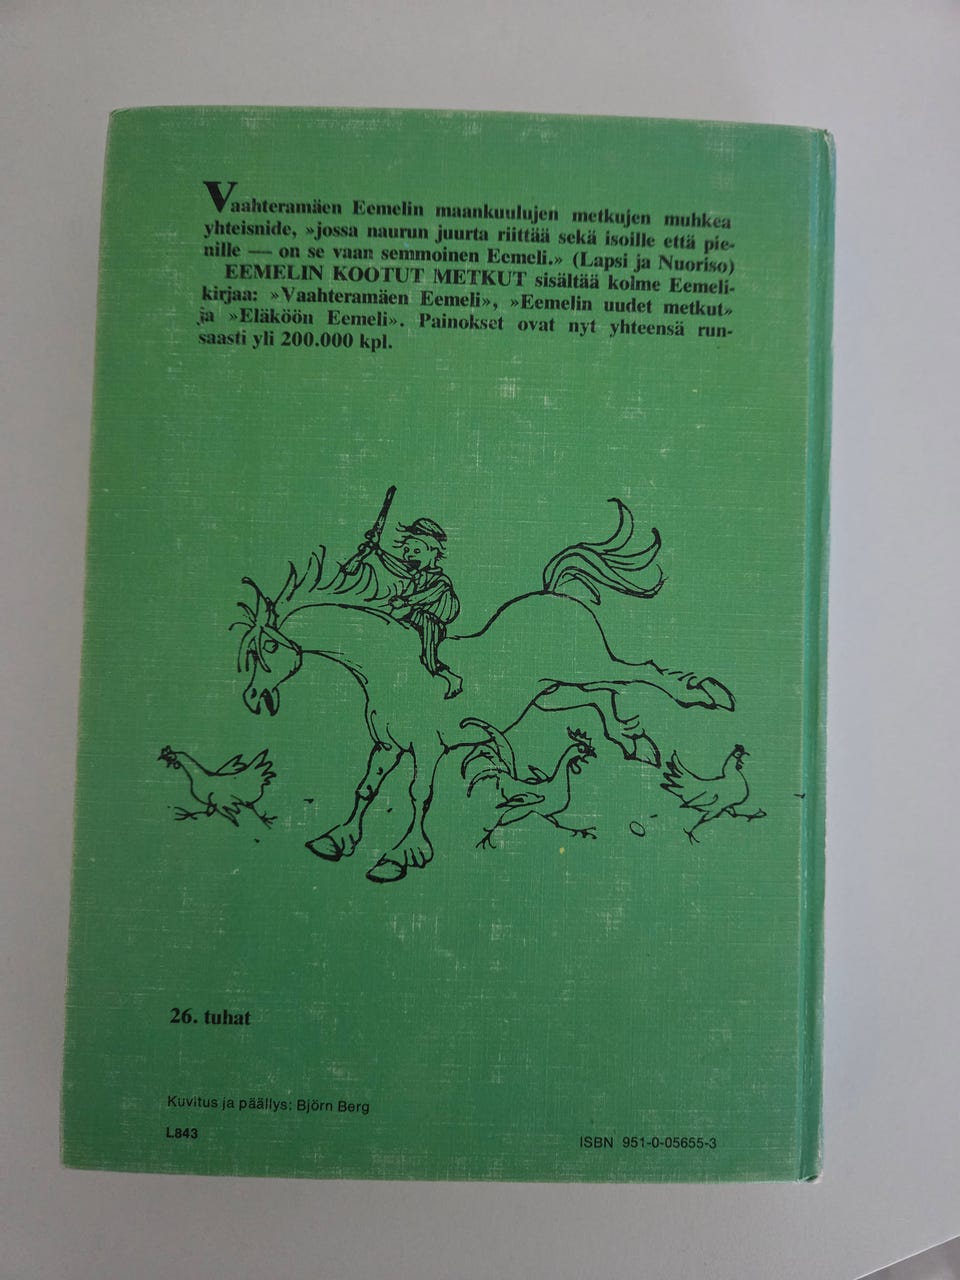 Vaahteramäen Eemelin maankuulujen metkujen muhkea
yhteisnide, »jossa naurun juurta riittää sekä isoille että pie-
nille — on se vaan semmoinen Eemeli.» (Lapsi ja Nuoriso)
EEMELIN KOOTUT METKUT sisältää kolme Eemeli-
kirjaa: »Vaahteramäen Eemeli», »Eemelin uudet metkut»
ja »Eläköön Eemeli». Painokset ovat nyt yhteensä run-
saasti yli 200.000 kpl.
26. tuhat
Kuvitus ja päällys: Björn Berg
L843
ISBN 951-0-05655-3